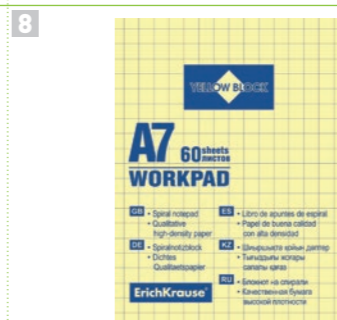 8
YELLOW BLOCK
A7 60 sheets листов
WORKPAD
GB • Spiral notepad
• Qualitative
high-density paper
DE • Spiralnotizblock
• Dichtes
Qualitaetspapier
ErichKrause
ES • Libro de apuntes de espiral
• Papel de buena calidad
con alta densidad
KZ • Шиыршықты қойын дәптер
• Тығыздығы жоғары
сапалы қағаз
RU • Блокнот на спирали
• Качественная бумага
высокой плотности